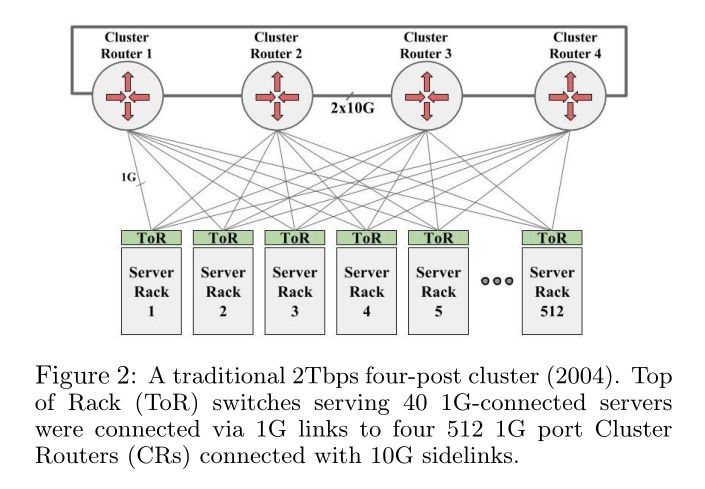 Cluster Router 1
Cluster Router 2
Cluster Router 3
Cluster Router 4
2x10G
1G
ToR
ToR
ToR
ToR
ToR
ToR
Server Rack 1
Server Rack 2
Server Rack 3
Server Rack 4
Server Rack 5
Server Rack 512
Figure 2: A traditional 2Tbps four-post cluster (2004). Top
of Rack (ToR) switches serving 40 1G-connected servers
were connected via 1G links to four 512 1G port Cluster
Routers (CRs) connected with 10G sidelinks.